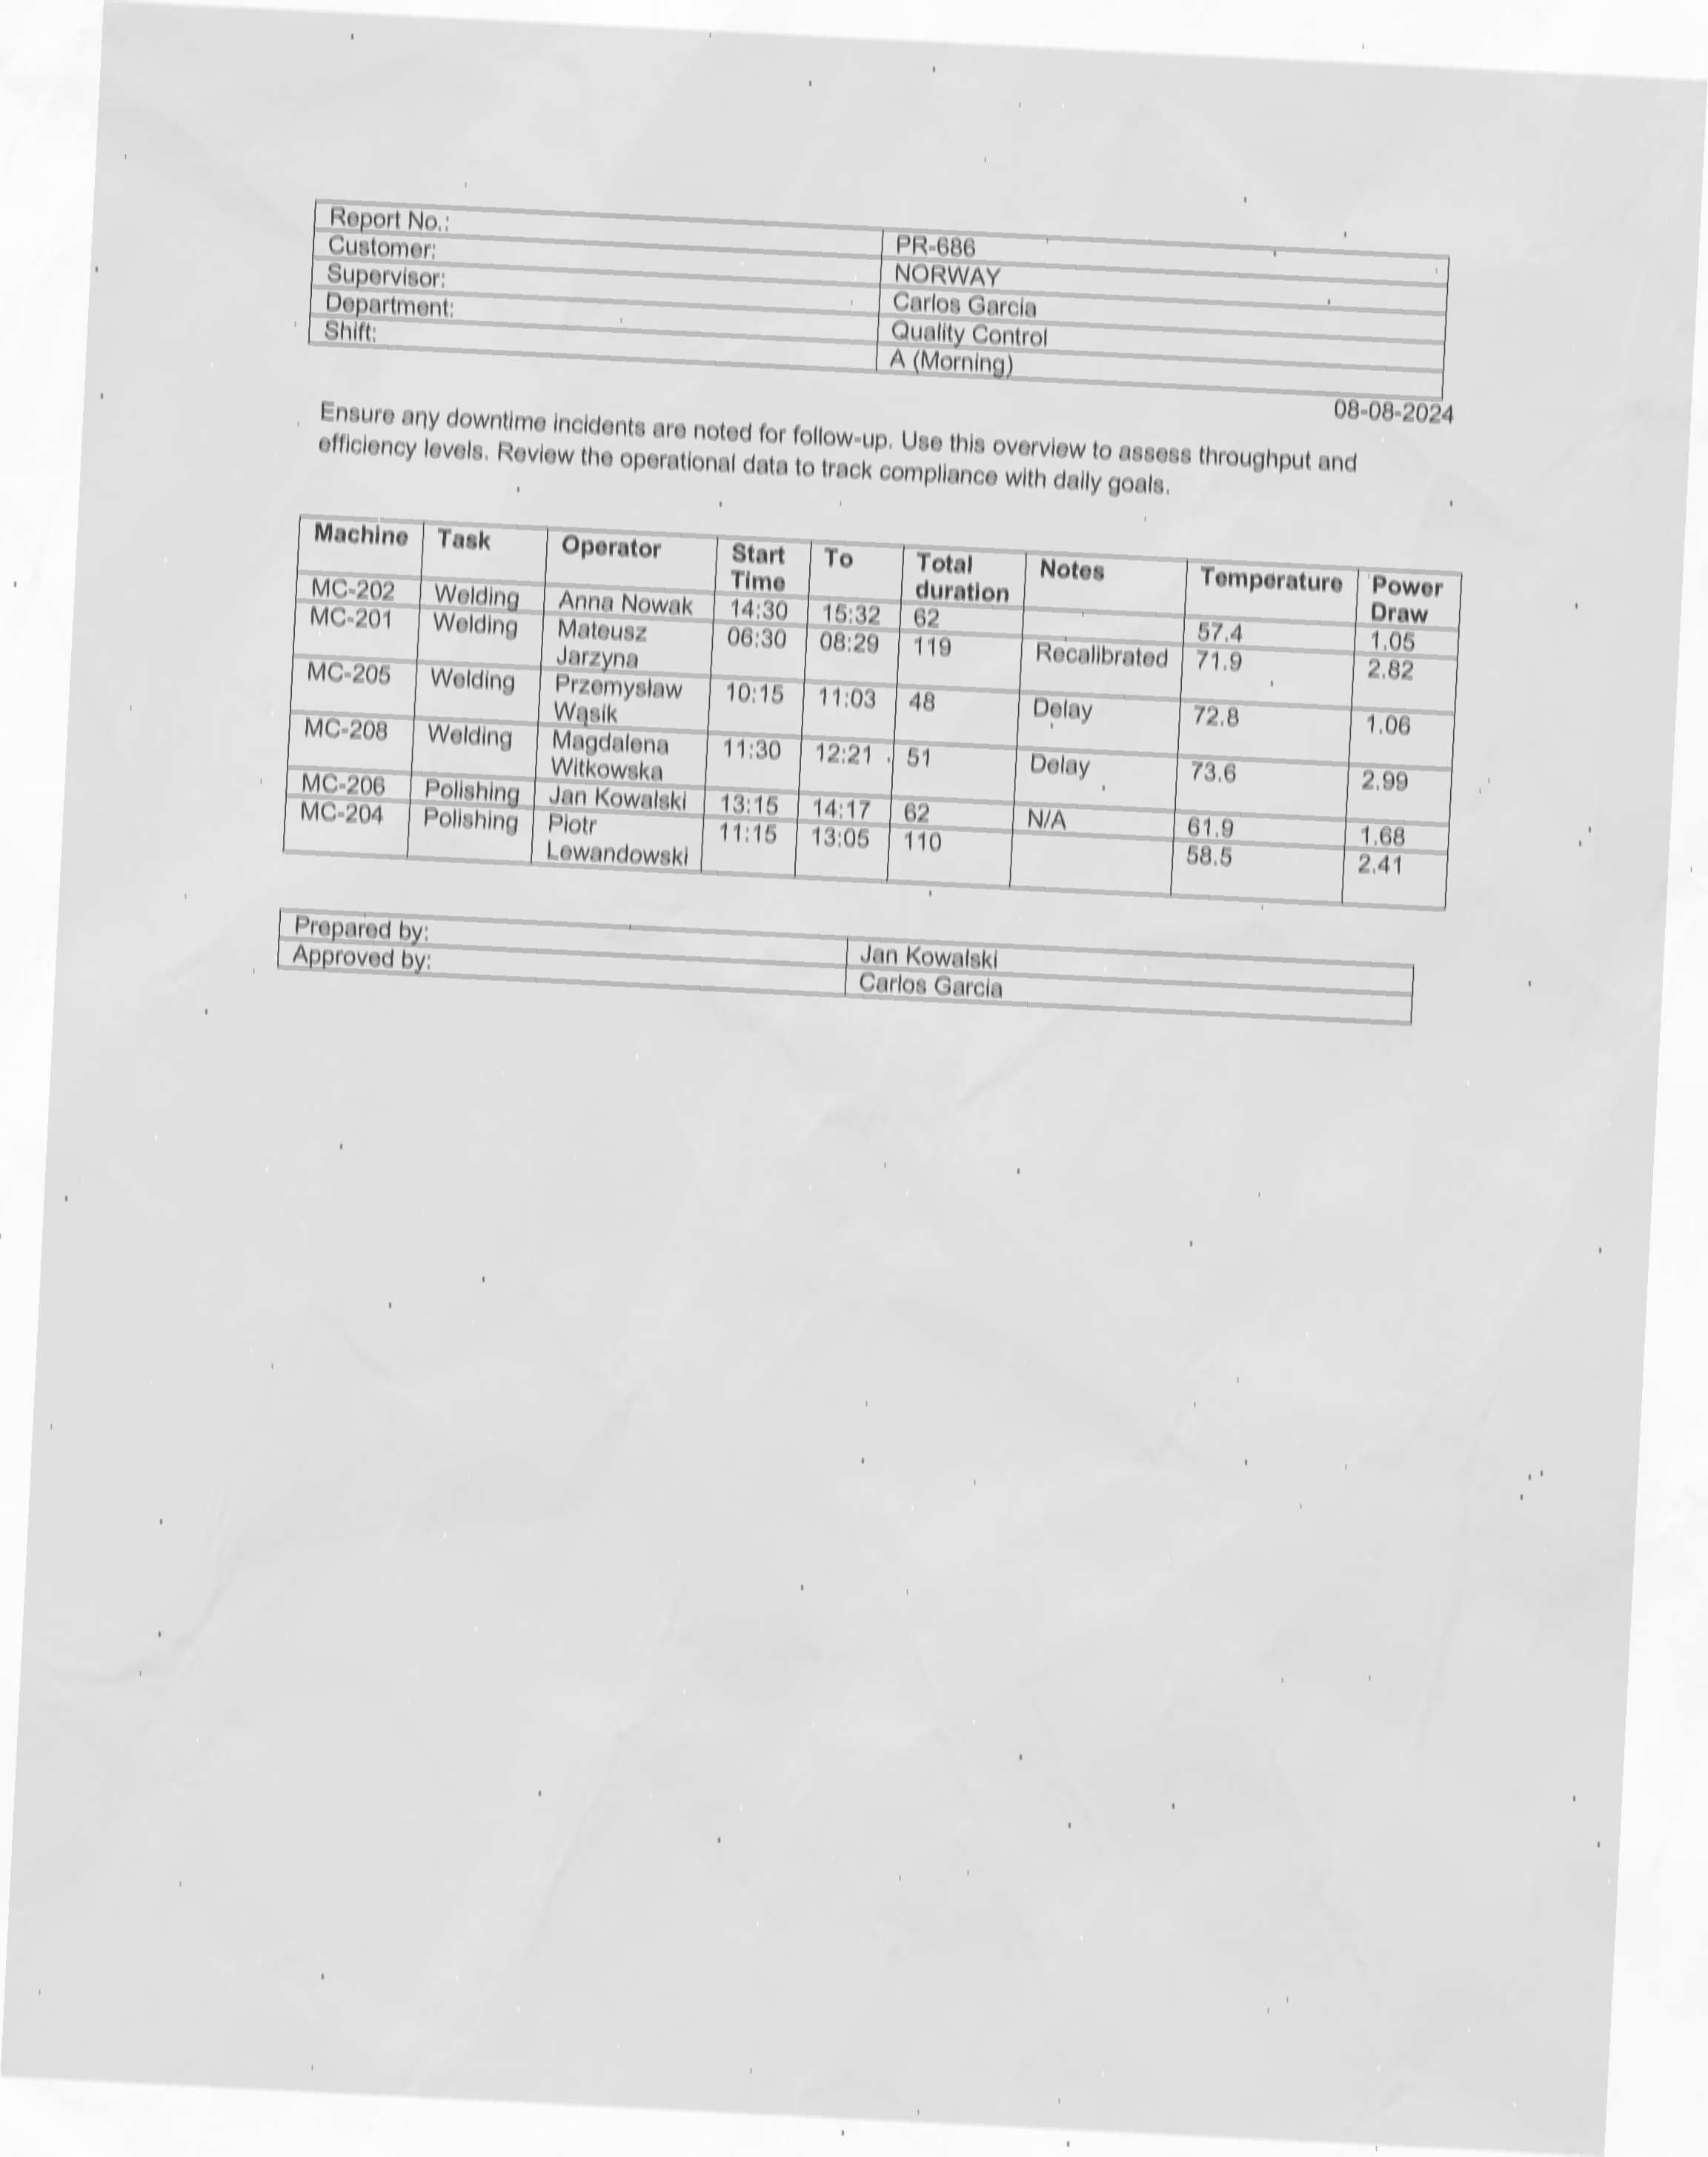 Report No.: PR-686
Customer: NORWAY
Supervisor: Carlos Garcia
Department: Quality Control
Shift: A (Morning)
08-08-2024
Ensure any downtime incidents are noted for follow-up. Use this overview to assess throughput and
efficiency levels. Review the operational data to track compliance with daily goals.
Machine Task Operator Start Time To Total duration Notes Temperature Power Draw
MC-202 Welding Anna Nowak 14:30 15:32 62 57.4 1.05
MC-201 Welding Mateusz Jarzyna 06:30 08:29 119 Recalibrated 71.9 2.82
MC-205 Welding Przemysław Wąsik 10:15 11:03 48 Delay 72.8 1.06
MC-208 Welding Magdalena Witkowska 11:30 12:21 51 Delay 73.6 2.99
MC-206 Polishing Jan Kowalski 13:15 14:17 62 N/A 61.9 1.68
MC-204 Polishing Piotr Lewandowski 11:15 13:05 110 58.5 2.41
Prepared by: Jan Kowalski
Approved by: Carlos Garcia